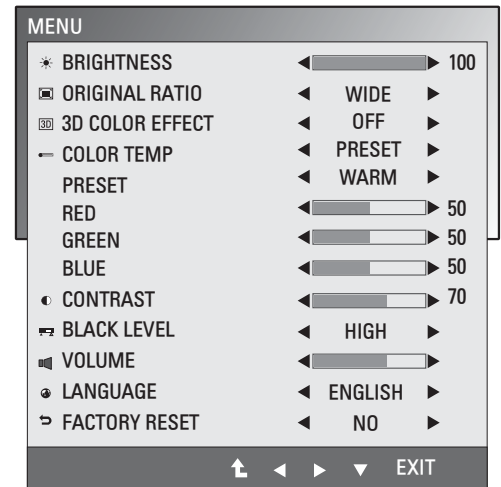 MENU
BRIGHTNESS 100
ORIGINAL RATIO WIDE
3D 3D COLOR EFFECT OFF
COLOR TEMP PRESET
PRESET WARM
RED 50
GREEN 50
BLUE 50
CONTRAST 70
BLACK LEVEL HIGH
VOLUME
LANGUAGE ENGLISH
FACTORY RESET NO
EXIT